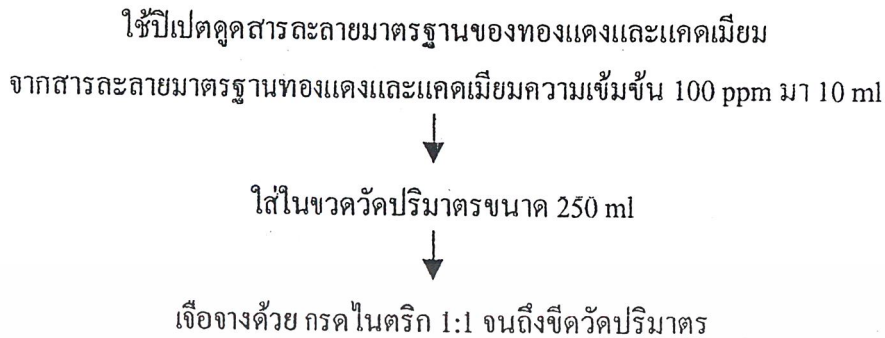 ใช้ปีเปตดูดสารละลายมาตรฐานของทองแดงและแคดเมียม
จากสารละลายมาตรฐานทองแดงและแคดเมียมความเข้มข้น 100 ppm มา 10 ml
ใส่ในขวดวัดปริมาตรขนาด 250 ml
เจือจางด้วย กรดไนตริก 1:1 จนถึงขีดวัดปริมาตร